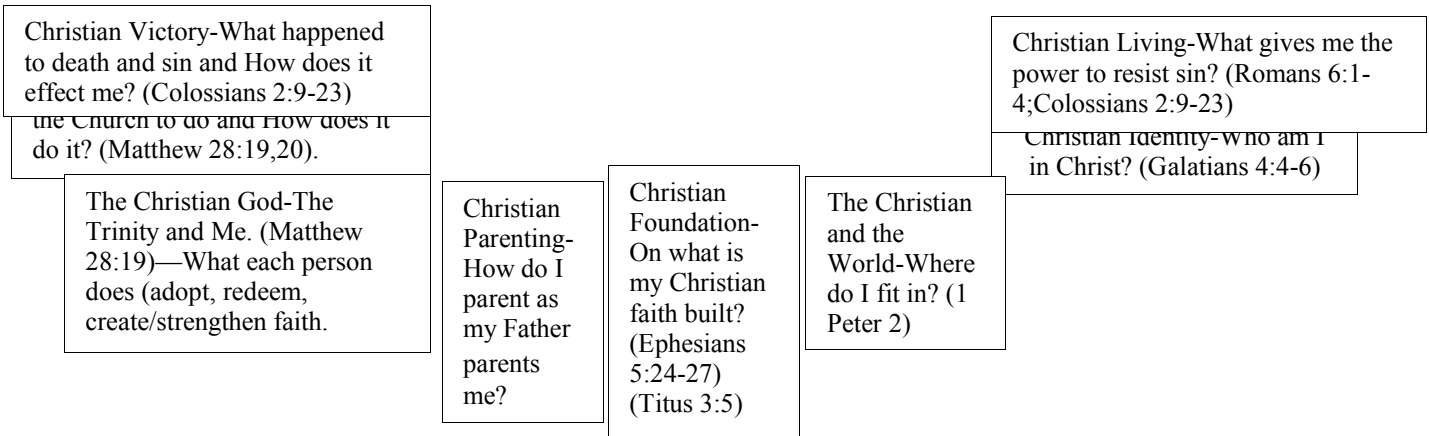 Christian Victory-What happened
to death and sin and How does it
effect me? (Colossians 2:9-23)
the Church to do and How does it
do it? (Matthew 28:19,20).
The Christian God-The
Trinity and Me. (Matthew
28:19)—What each person
does (adopt, redeem,
create/strengthen faith.
Christian
Parenting-
How do I
parent as
my Father
parents
me?
Christian
Foundation-
On what is
my Christian
faith built?
(Ephesians
5:24-27)
(Titus 3:5)
The Christian
and the
World-Where
do I fit in? (1
Peter 2)
Christian Living-What gives me the
power to resist sin? (Romans 6:1-
4;Colossians 2:9-23)
Christian Identity-Who am I
in Christ? (Galatians 4:4-6)